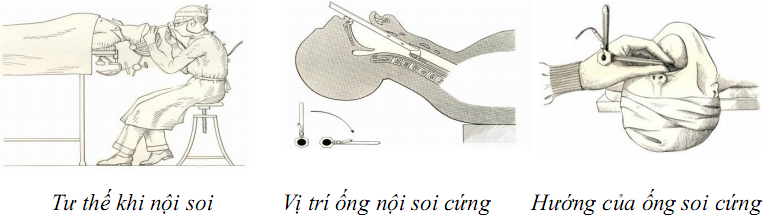 Tư thế khi nội soi
Vị trí ống nội soi cứng
Hướng của ống soi cứng